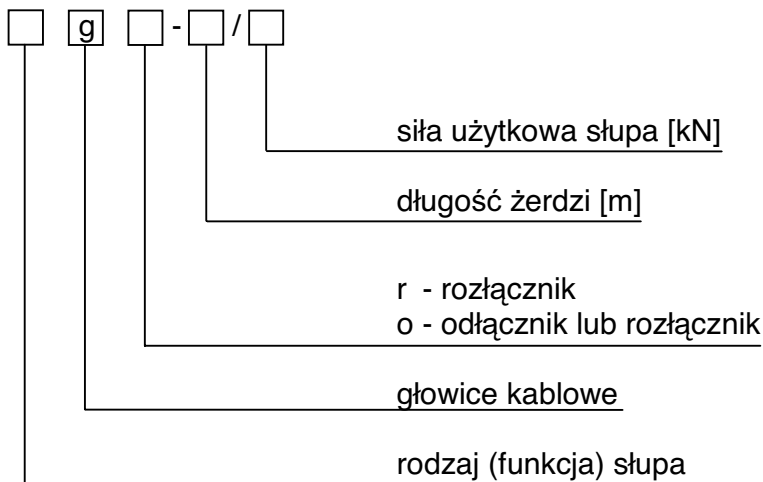 g - /
siła użytkowa słupa [kN]
długość żerdzi [m]
r - rozłącznik
o - odłącznik lub rozłącznik
głowice kablowe
rodzaj (funkcja) słupa